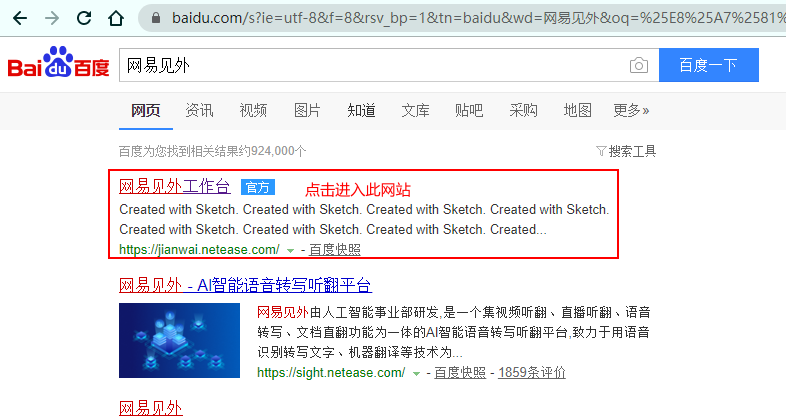 baidu.com/s?ie=utf-8&f=8&rsv_bp=1&tn=baidu&wd=网易见外&oq=%25E8%25A7%2581%
Bai du 百度
网易见外
百度一下
网页 资讯 视频 图片 知道 文库 贴吧 采购 地图 更多»
百度为您找到相关结果约924,000个
搜索工具
网易见外工作台 官方 点击进入此网站
Created with Sketch. Created with Sketch. Created with Sketch. Created with Sketch.
Created with Sketch. Created with Sketch. Created with Sketch. Created...
https://jianwai.netease.com/ - 百度快照
网易见外 - AI智能语音转写听翻平台
网易见外由人工智能事业部研发,是一个集视频听翻、直播听翻、语音
转写、文档直翻功能为一体的AI智能语音转写听翻平台,致力于用语音
识别转写文字、机器翻译等技术为...
https://sight.netease.com/ - 百度快照 - 1859条评价
网易见外